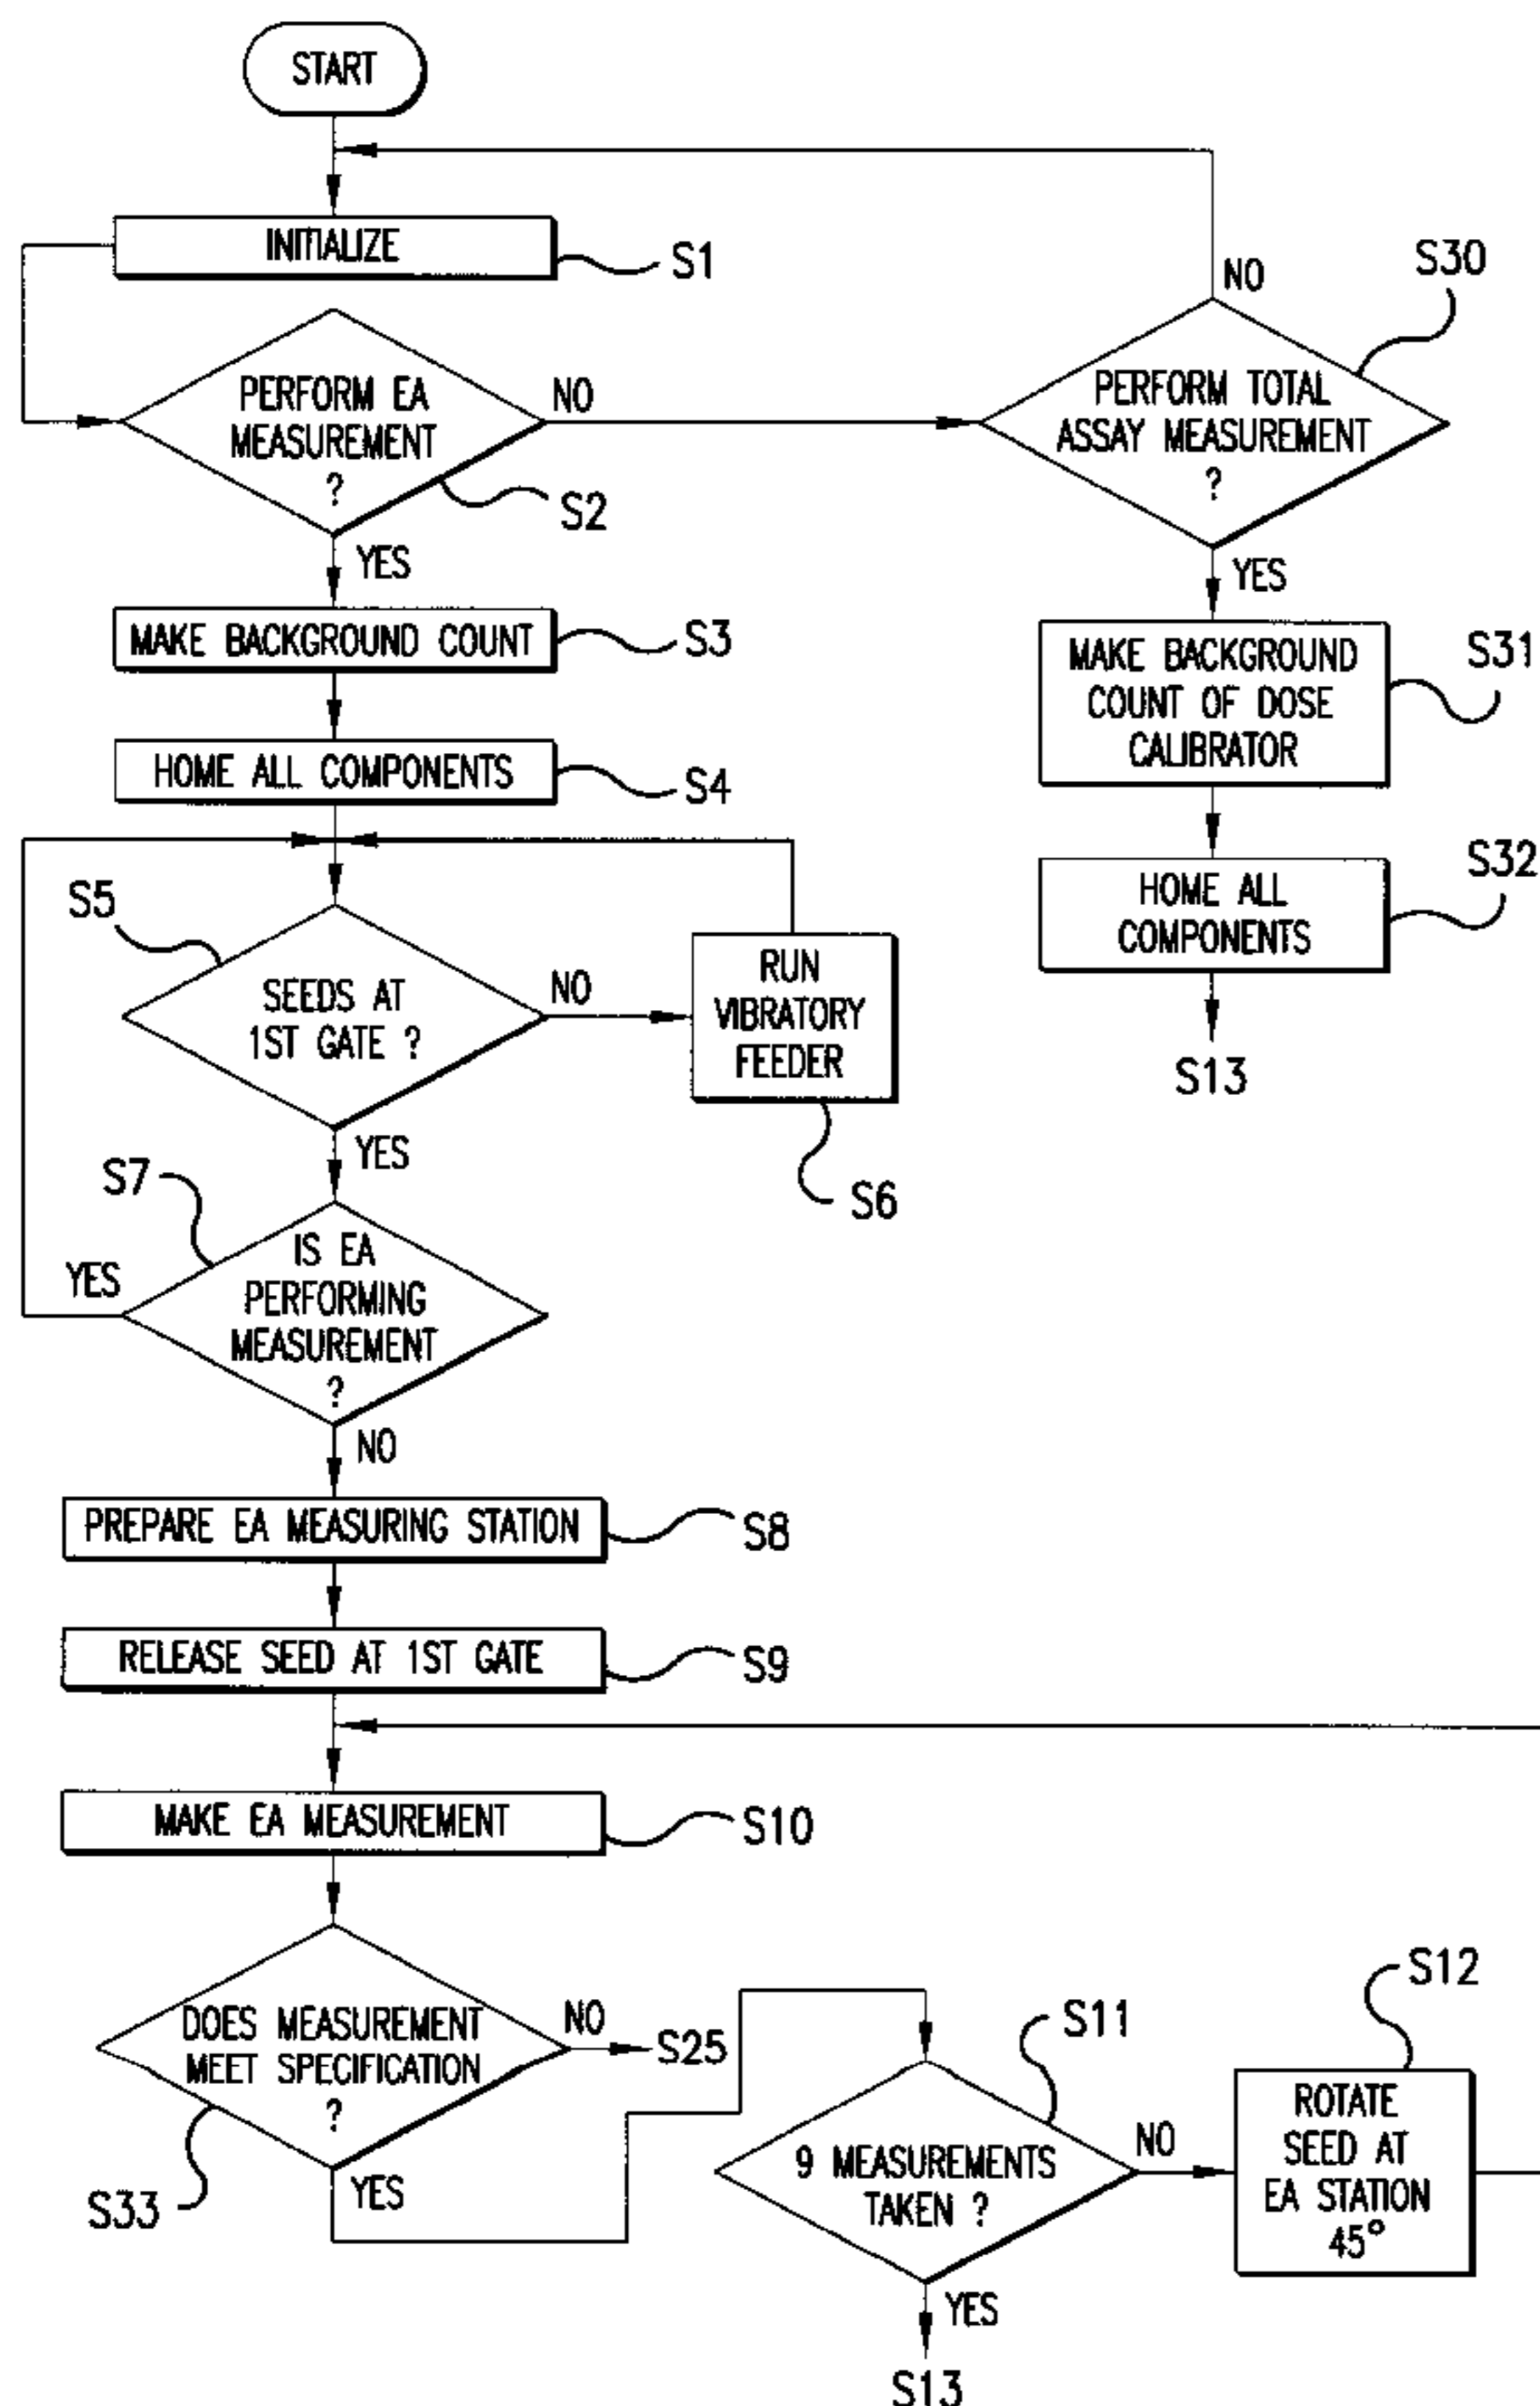 START
INITIALIZE
S1
PERFORM EA
MEASUREMENT
?
NO
S2
YES
PERFORM TOTAL
ASSAY MEASUREMENT
?
S30
NO
YES
MAKE BACKGROUND COUNT
S3
MAKE BACKGROUND
COUNT OF DOSE
CALIBRATOR
S31
HOME ALL COMPONENTS
S4
HOME ALL
COMPONENTS
S32
S13
S5
SEEDS AT
1ST GATE ?
NO
RUN
VIBRATORY
FEEDER
S6
YES
S7
IS EA
PERFORMING
MEASUREMENT
?
YES
NO
PREPARE EA MEASURING STATION
S8
RELEASE SEED AT 1ST GATE
S9
MAKE EA MEASUREMENT
S10
DOES MEASUREMENT
MEET SPECIFICATION
?
NO
S25
S33
YES
S11
9 MEASUREMENTS
TAKEN ?
NO
S12
ROTATE
SEED AT
EA STATION
45°
YES
S13